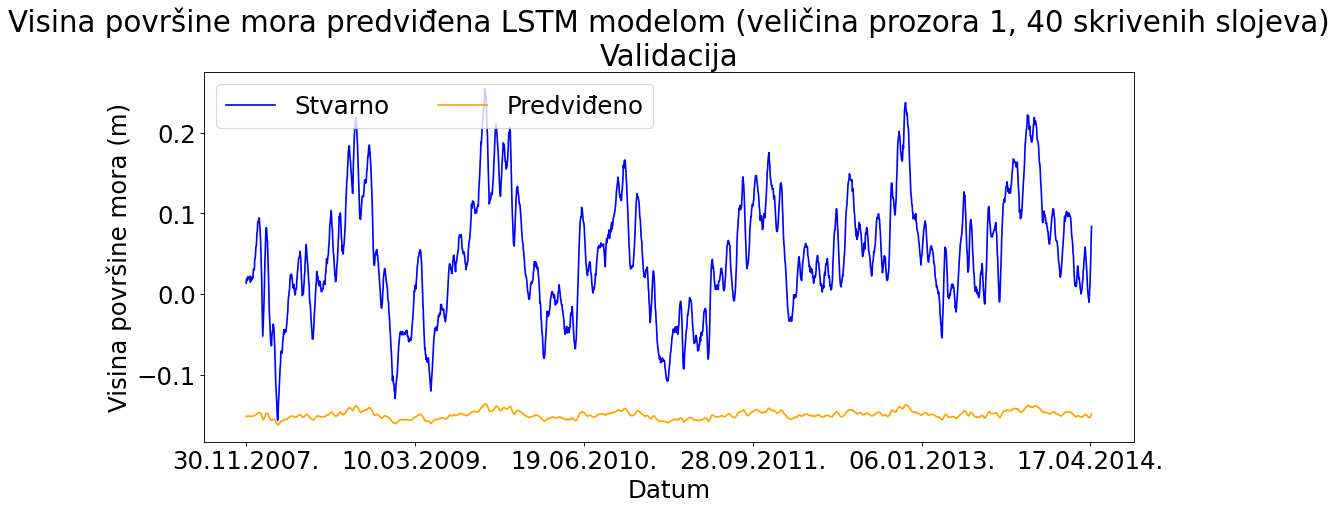 Visina površine mora predviđena LSTM modelom (veličina prozora 1, 40 skrivenih slojeva)
Validacija
Stvarno
Predviđeno
Visina površine mora (m)
0.2
0.1
0.0
−0.1
30.11.2007.
10.03.2009.
19.06.2010.
28.09.2011.
06.01.2013.
17.04.2014.
Datum